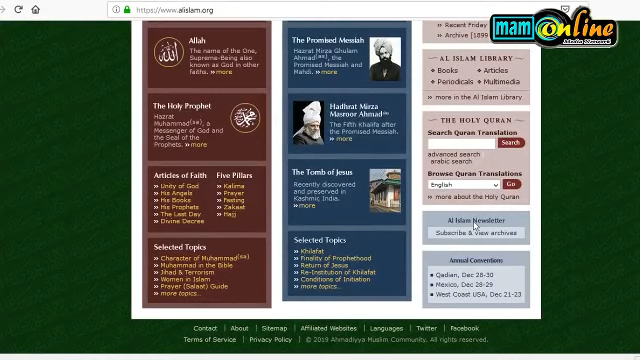 https://www.alislam.org
mam online
Media Network
Allah
The name of the One,
Supreme-Being also
known as God in other
faiths. » more
The Holy Prophet
Hazrat
Muhammad(sa), a
Messenger of God and
the Seal of the
Prophets
» more
Articles of Faith
» Unity of God
» His Angels
» His Books
» His Prophets
» The Last Day
» Divine Decree
Five Pillars
» Kalima
» Prayer
» Fasting
» Zakaat
» Hajj
Selected Topics
» Character of Muhammad(sa)
» Muhammad in the Bible
» Jihad & Terrorism
» Women in Islam
» Prayer (Salaat) Guide
» more topics...
The Promised Messiah
Hazrat Mirza Ghulam
Ahmad(as), the
Promised Messiah and
Mahdi. » more
Hadhrat Mirza
Masroor Ahmad
The Fifth Khalifa after
the Promised Messiah.
» more
The Tomb of Jesus
Recently discovered
and preserved in
Kashmir, India.
» more
Selected Topics
» Khilafat
» Finality of Prophethood
» Return of Jesus
» Re-Institution of Khilafat
» Conditions of Initiation
» more topics...
» Recent Friday
» Archive [1899
AL ISLAM LIBRARY
Books
Articles
Periodicals
Multimedia
» more in the Al Islam Library
THE HOLY QURAN
Search Quran Translation
Search
advanced search
arabic search
Browse Quran Translations
English
Go
» more about the Holy Quran
Al Islam Newsletter
Subscribe & view archives
Annual Conventions
Qadian, Dec 28-30
Mexico, Dec 28-29
West Coast USA, Dec 21-23
Contact | About | Sitemap | Affiliated Websites | Languages | Twitter | Facebook
Terms of Service | Privacy Policy | © 2019 Ahmadiyya Muslim Community. All rights reserved.